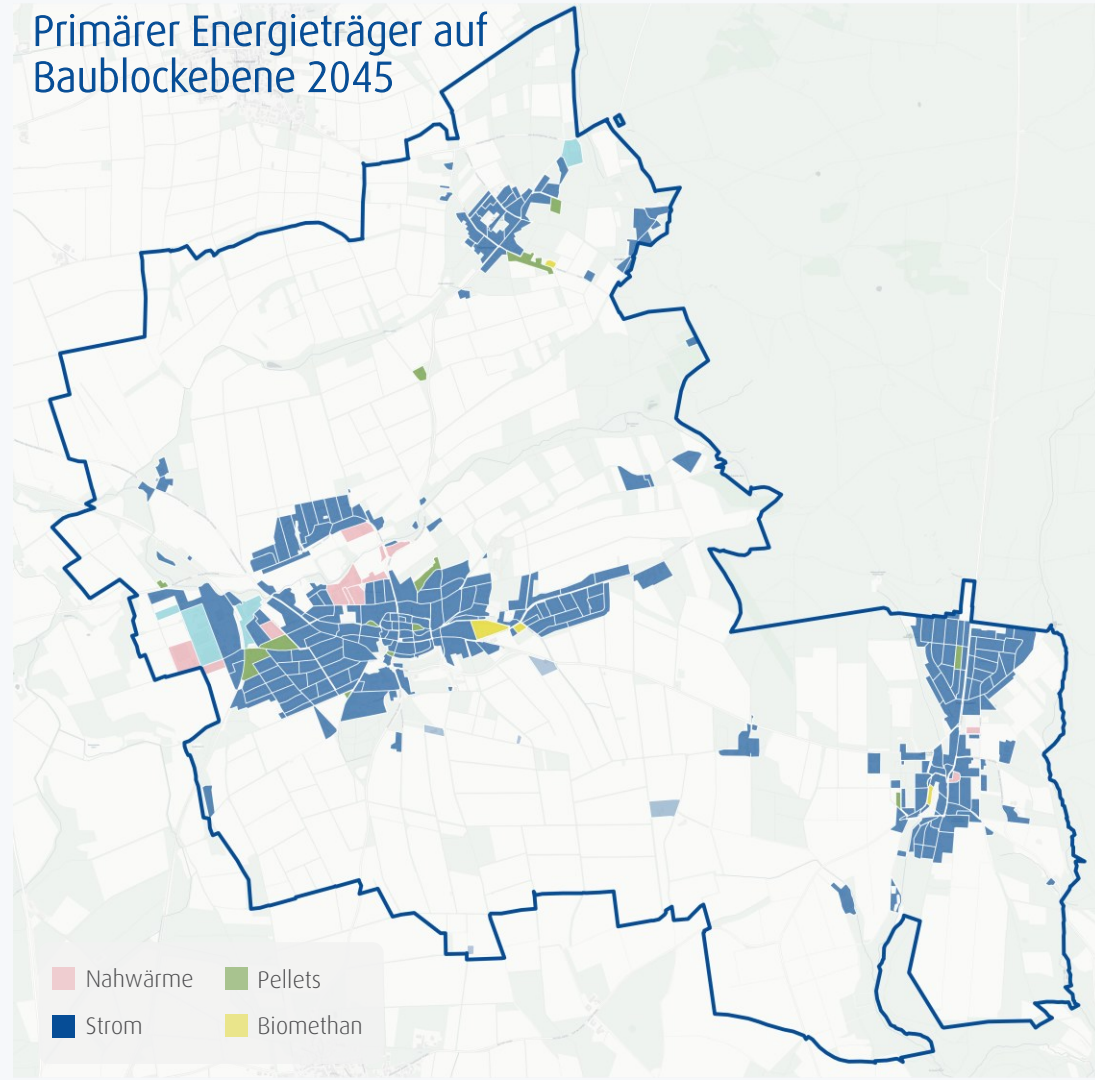 Primärer Energieträger auf
Baublockebene 2045
Nahwärme
Pellets
Strom
Biomethan